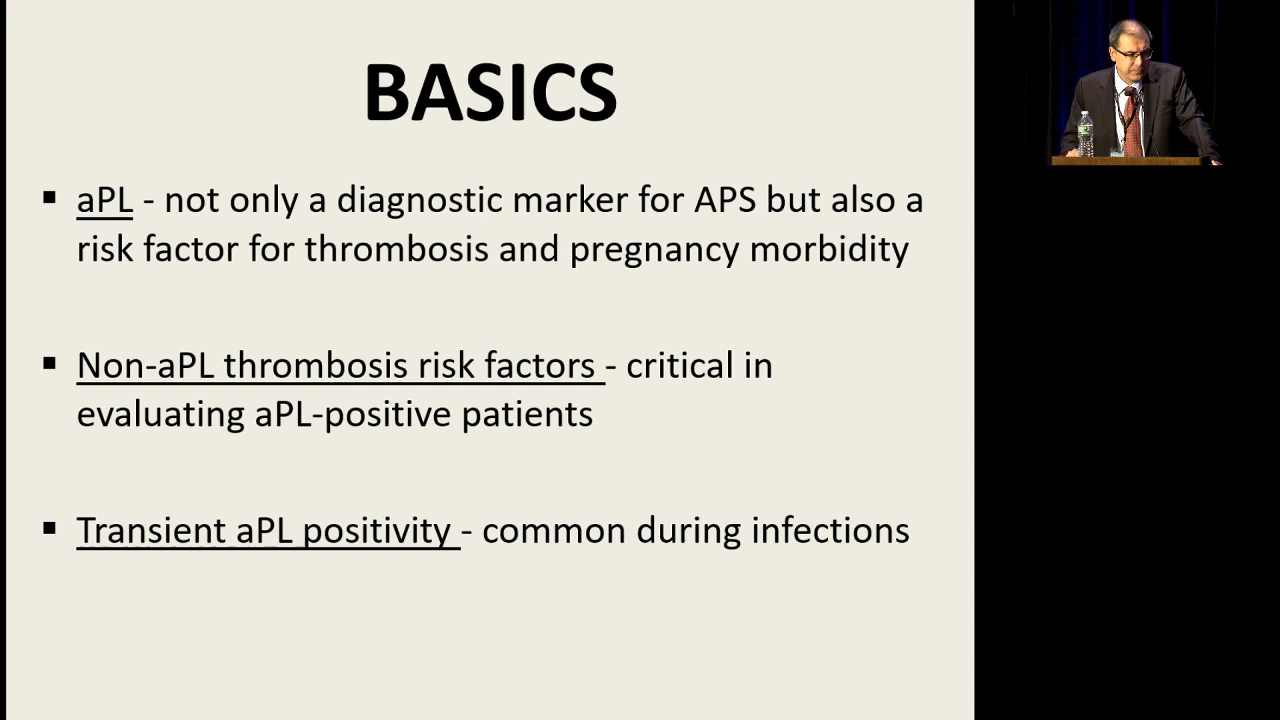 BASICS
▪ aPL - not only a diagnostic marker for APS but also a
risk factor for thrombosis and pregnancy morbidity
▪ Non-aPL thrombosis risk factors - critical in
evaluating aPL-positive patients
▪ Transient aPL positivity - common during infections